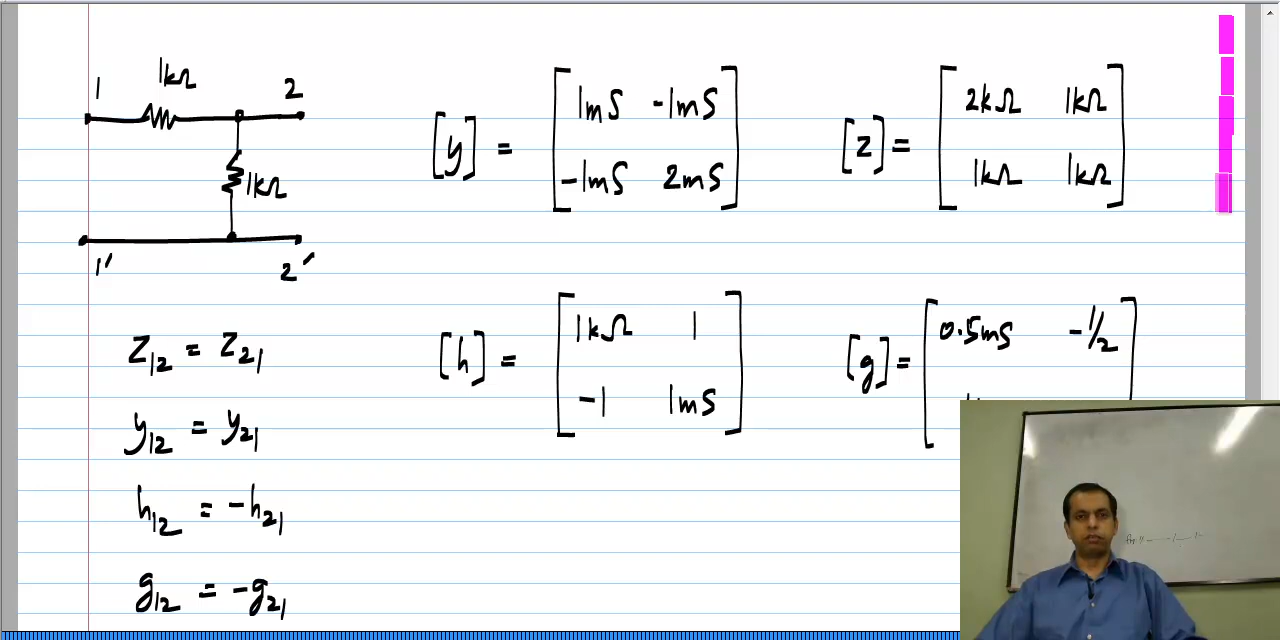 1 1kΩ 2
1kΩ
1' 2'
[y] = [1mS -1mS
-1mS 2mS]
[z] = [2kΩ 1kΩ
1kΩ 1kΩ]
[h] = [1kΩ 1
-1 1mS]
[g] = [0.5mS -1/2
z12 = z21
y12 = y21
h12 = -h21
g12 = -g21